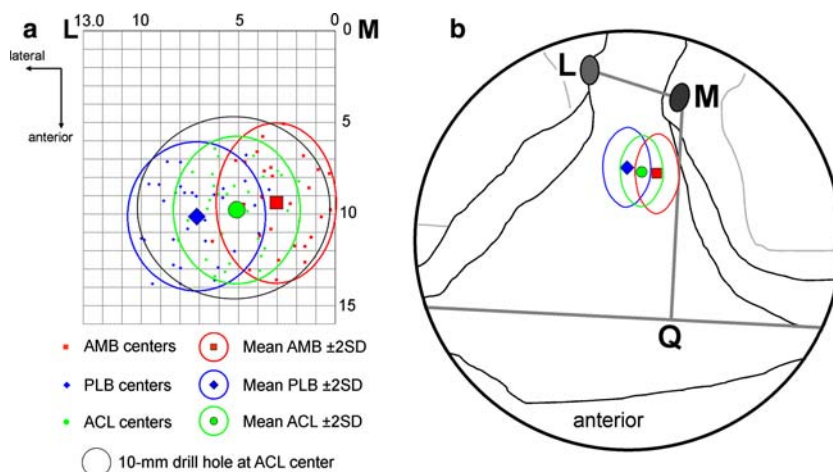 a
L 13.0 5 0 M
0
lateral
anterior
5
10
15
AMB centers Mean AMB ±2SD
PLB centers Mean PLB ±2SD
ACL centers Mean ACL ±2SD
10-mm drill hole at ACL center
b
L
M
Q
anterior